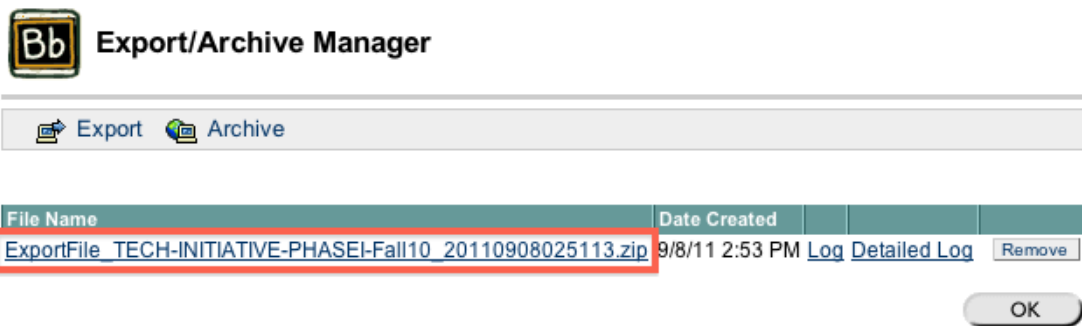 Bb Export/Archive Manager
Export Archive
File Name Date Created
ExportFile_TECH-INITIATIVE-PHASEI-Fall10_20110908025113.zip 9/8/11 2:53 PM Log Detailed Log Remove
OK